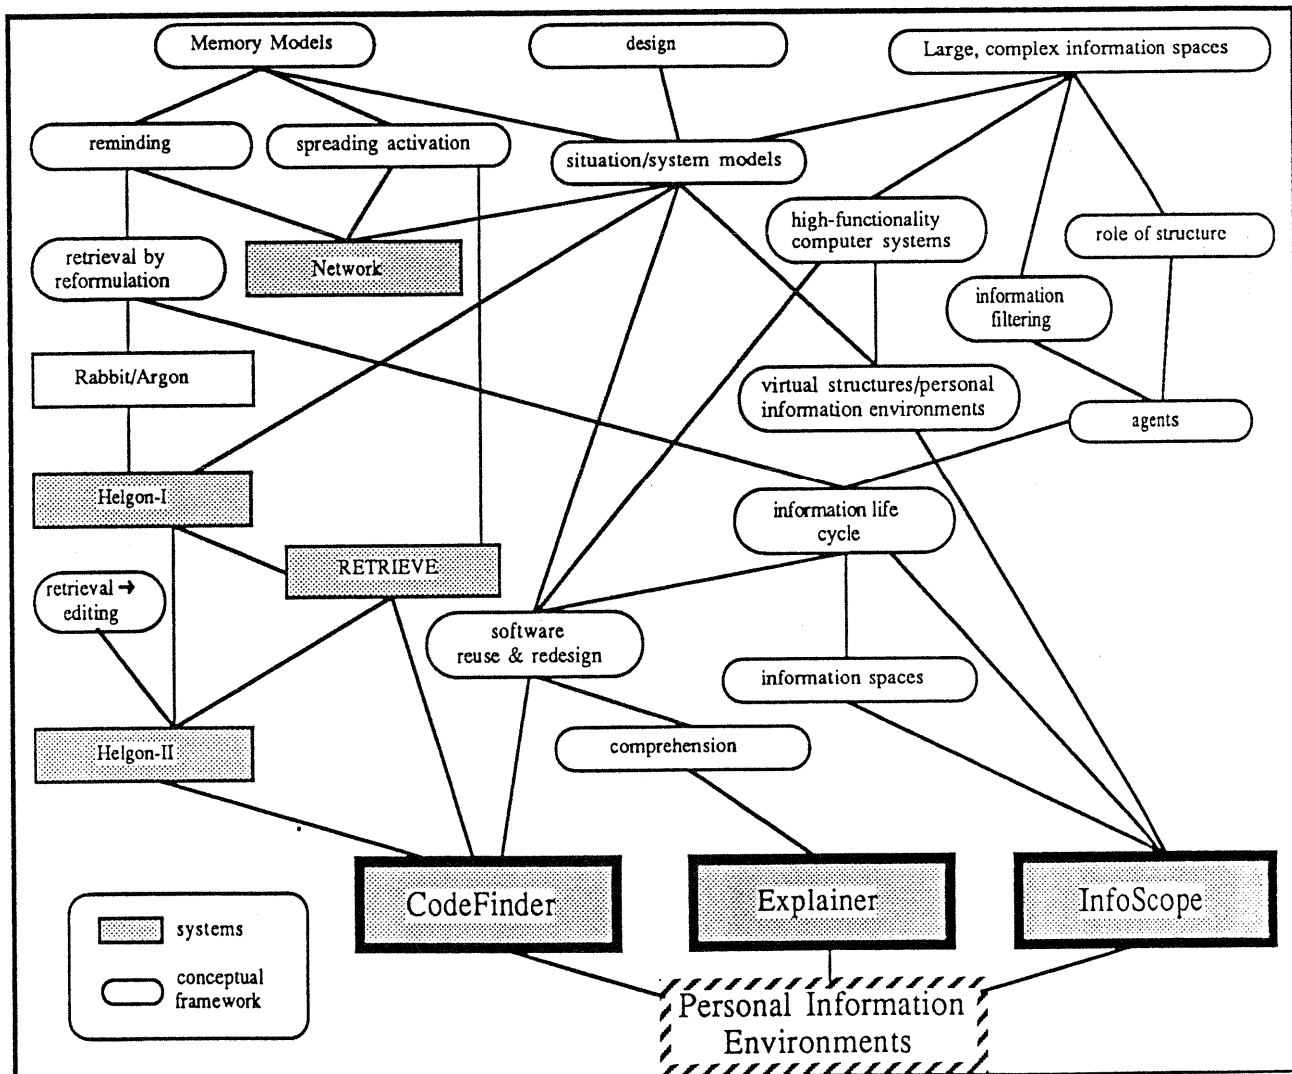 Memory Models
design
Large, complex information spaces
reminding
spreading activation
situation/system models
high-functionality
computer systems
role of structure
retrieval by
reformulation
Network
information
filtering
Rabbit/Argon
virtual structures/personal
information environments
agents
Helgon-I
information life
cycle
RETRIEVE
retrieval ➔
editing
software
reuse & redesign
information spaces
Helgon-II
comprehension
CodeFinder
Explainer
InfoScope
systems
conceptual
framework
Personal Information
Environments